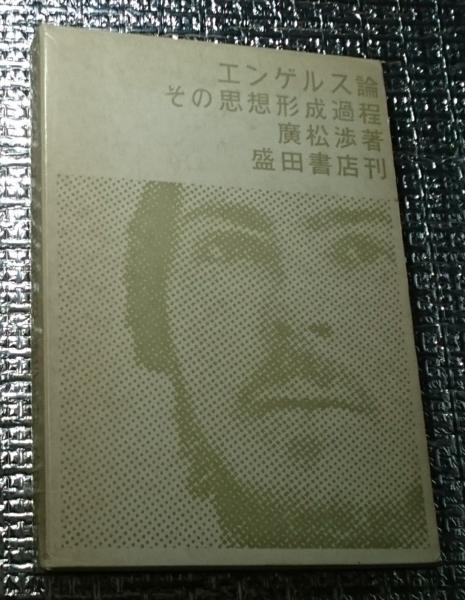 エンゲルス論
その思想形成過程
廣松渉著
盛田書店刊